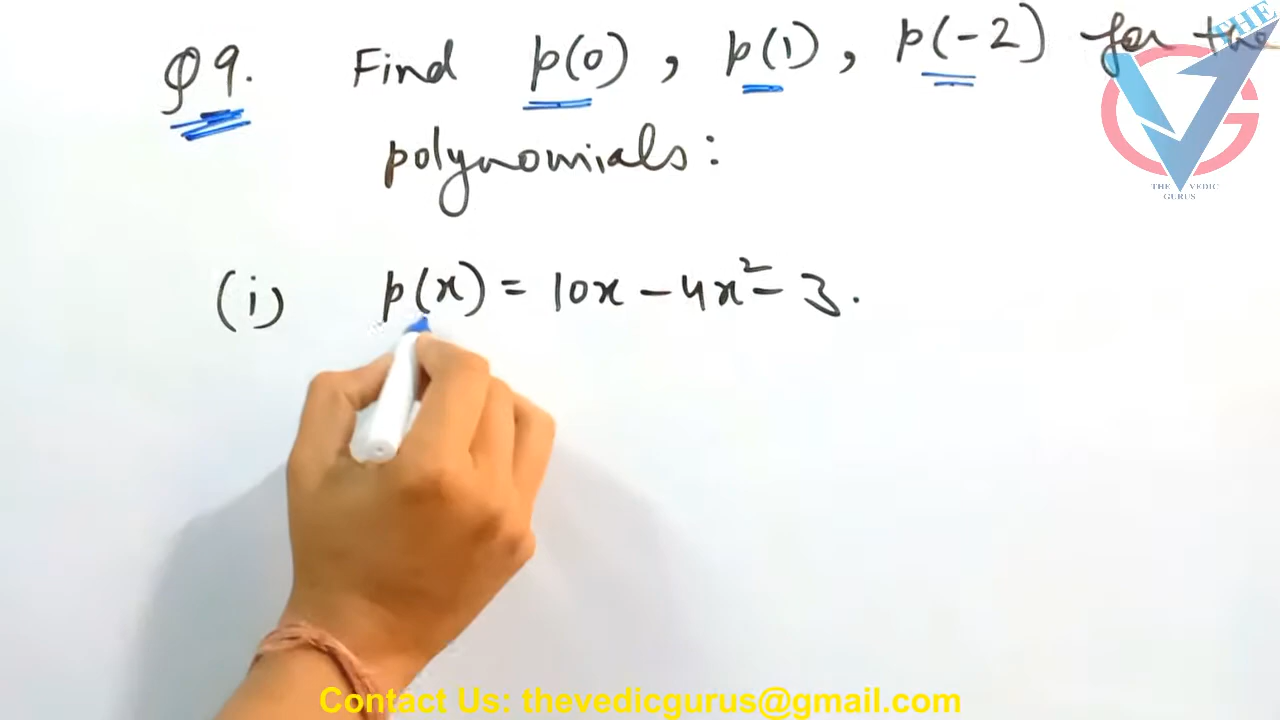 Q9. Find p(0), p(1), p(-2) for the
polynomials:
(i) p(x) = 10x - 4x² - 3.
THE
THE VEDIC
GURUS
Contact Us: thevedicgurus@gmail.com